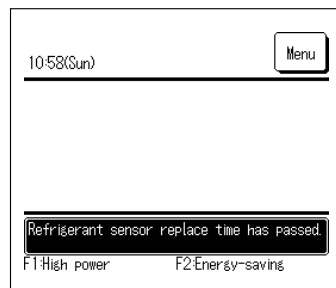 Menu
10:58(Sun)
Refrigerant sensor replace time has passed.
F1:High power F2:Energy-saving